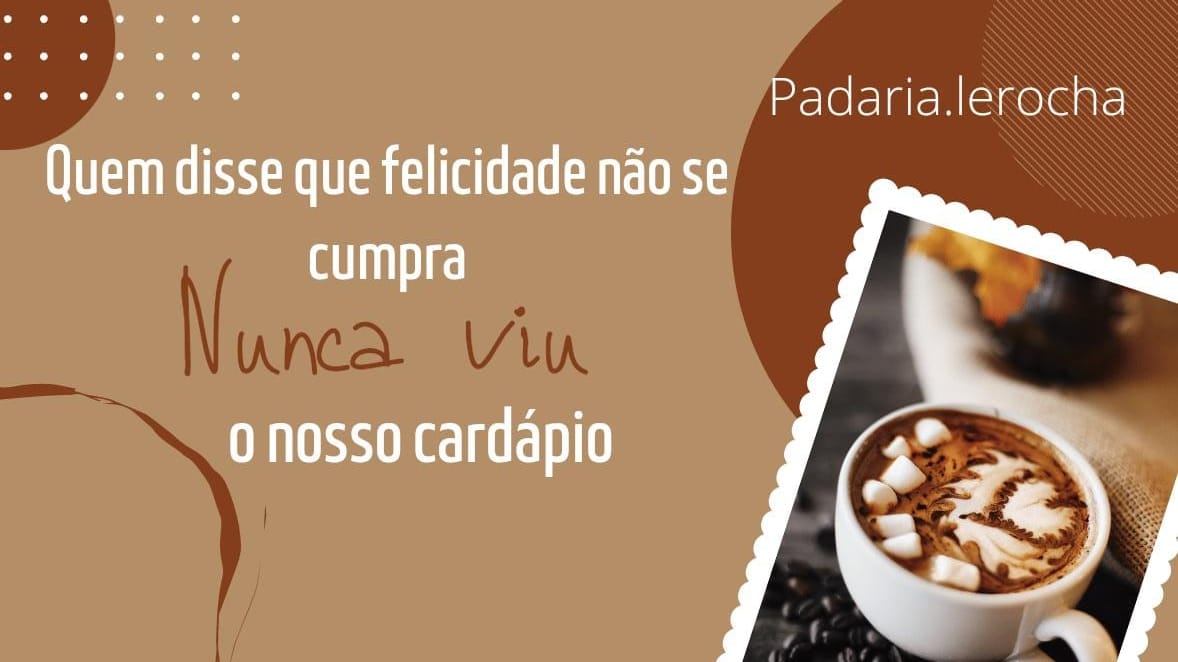 Padaria.lerocha
Quem disse que felicidade não se
cumpra
Nunca viu
o nosso cardápio